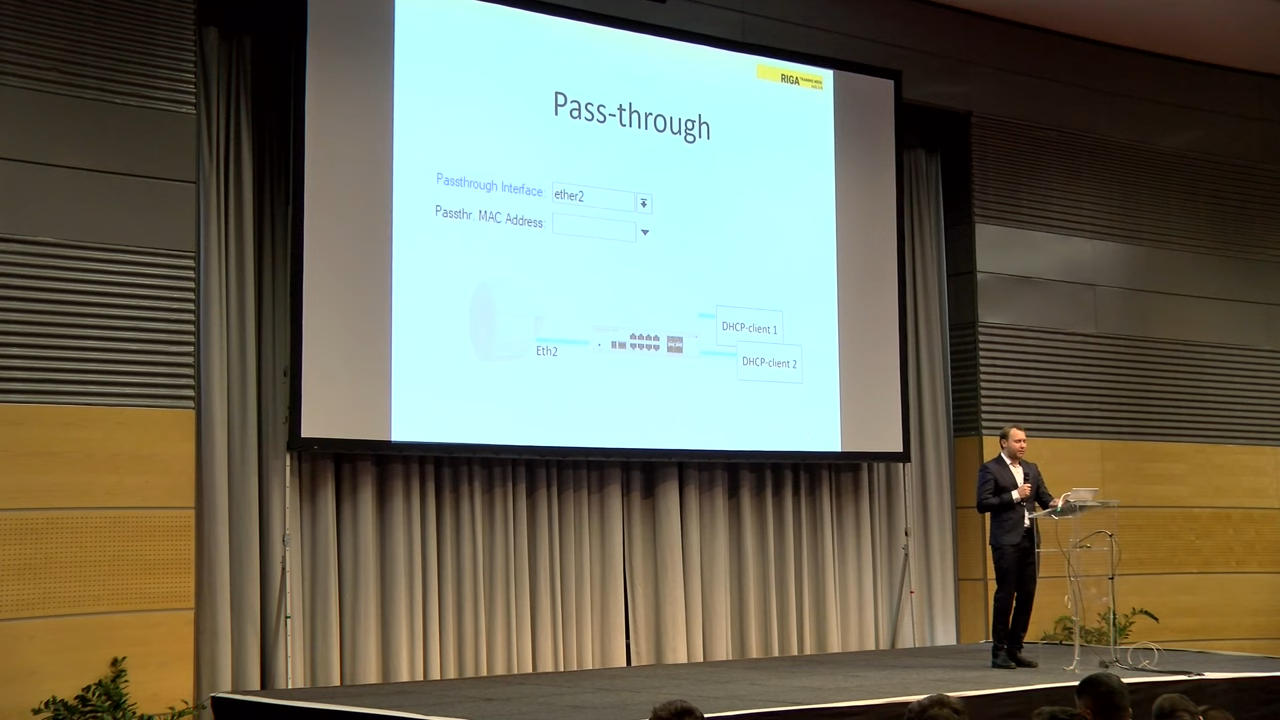 RIGA
Pass-through
Passthrough Interface: ether2
Passthr. MAC Address:
DHCP-client 1
Eth2
DHCP-client 2